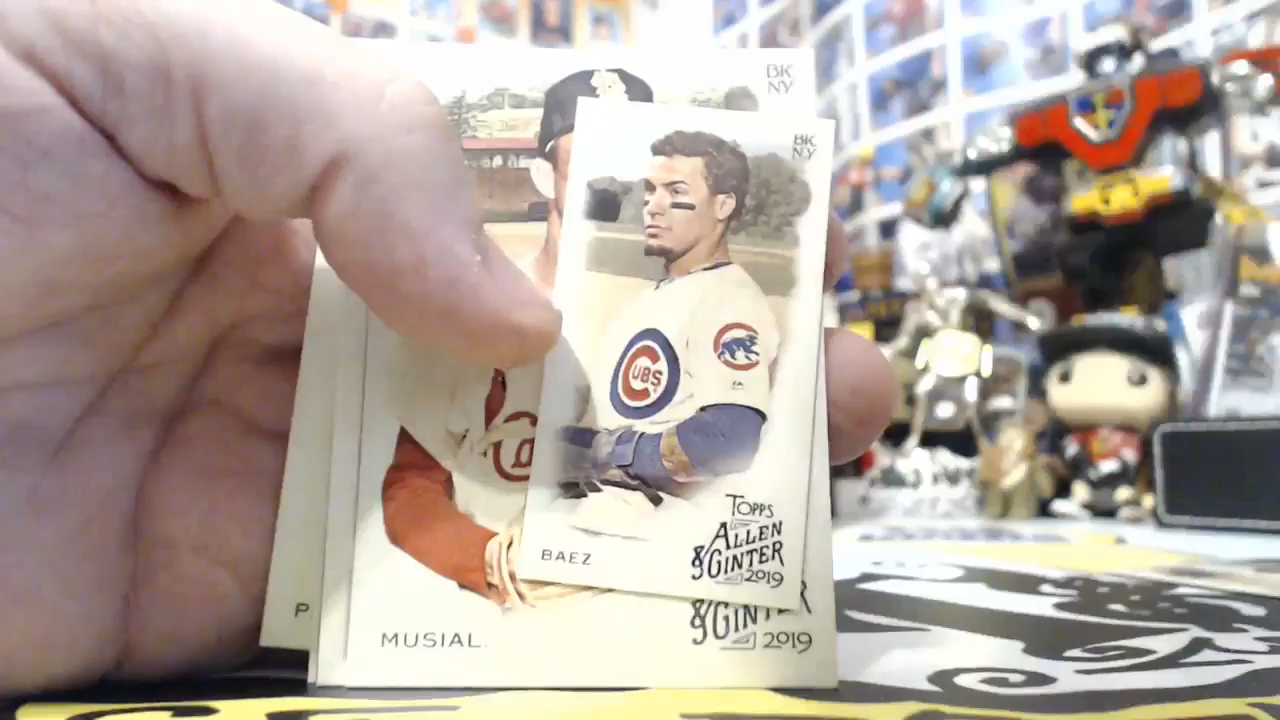 BK
NY
BK
NY
CUBS
TOPPS
ALLEN
& GINTER
2019
BAEZ
P
MUSIAL
& GINTER
2019